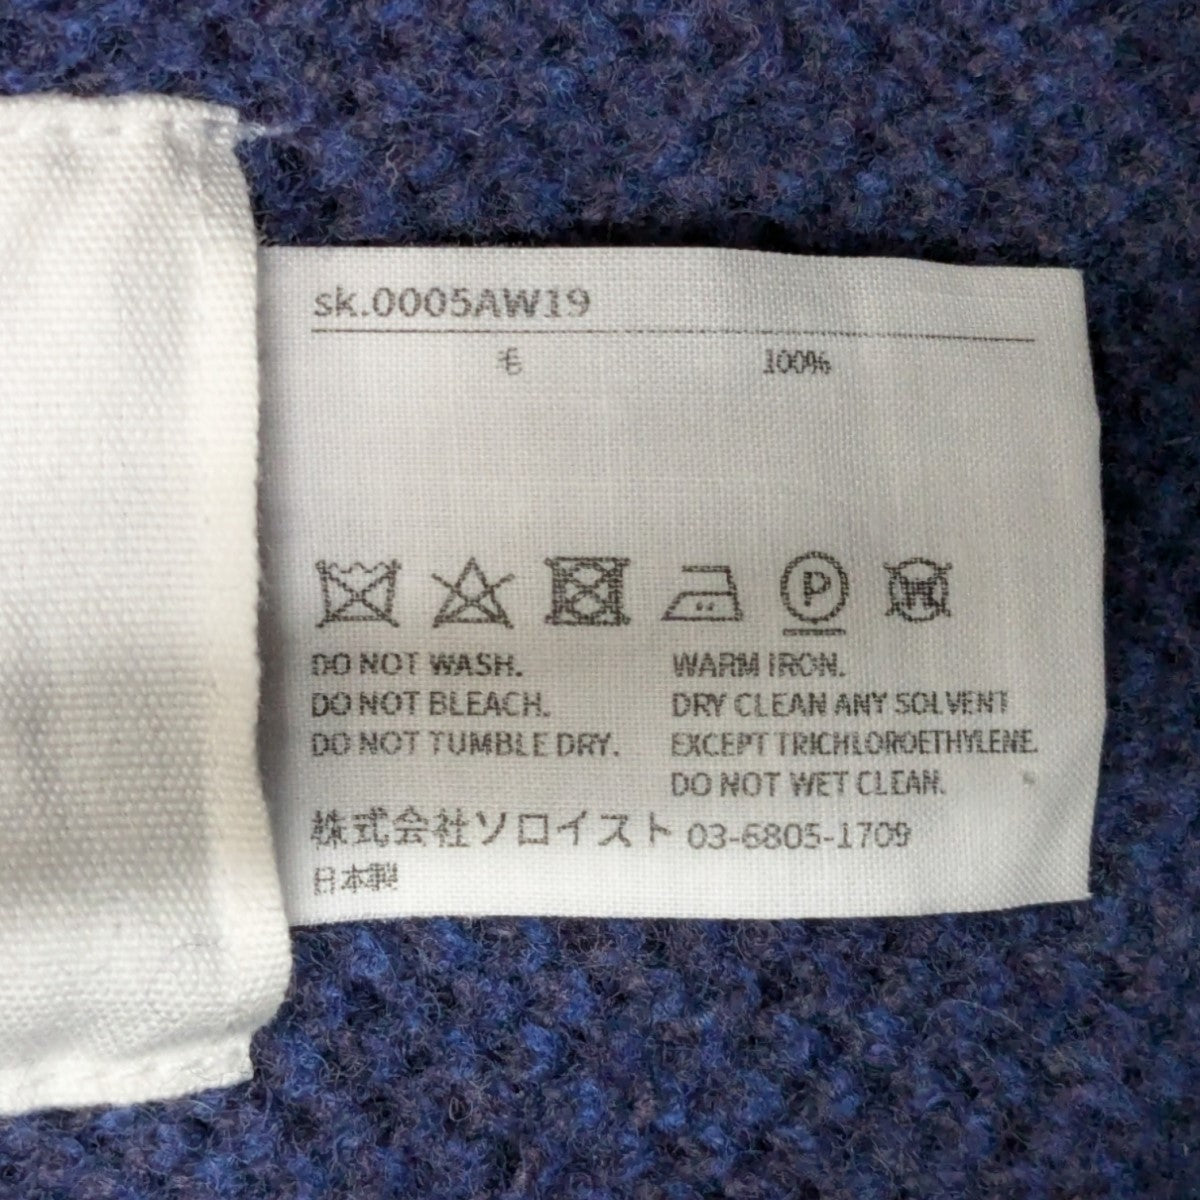 sk.0005AW19
毛 100%
P
W
DO NOT WASH.
DO NOT BLEACH.
DO NOT TUMBLE DRY.
WARM IRON.
DRY CLEAN ANY SOLVENT
EXCEPT TRICHLOROETHYLENE.
DO NOT WET CLEAN.
株式会社ソロイスト 03-6805-1709
日本製